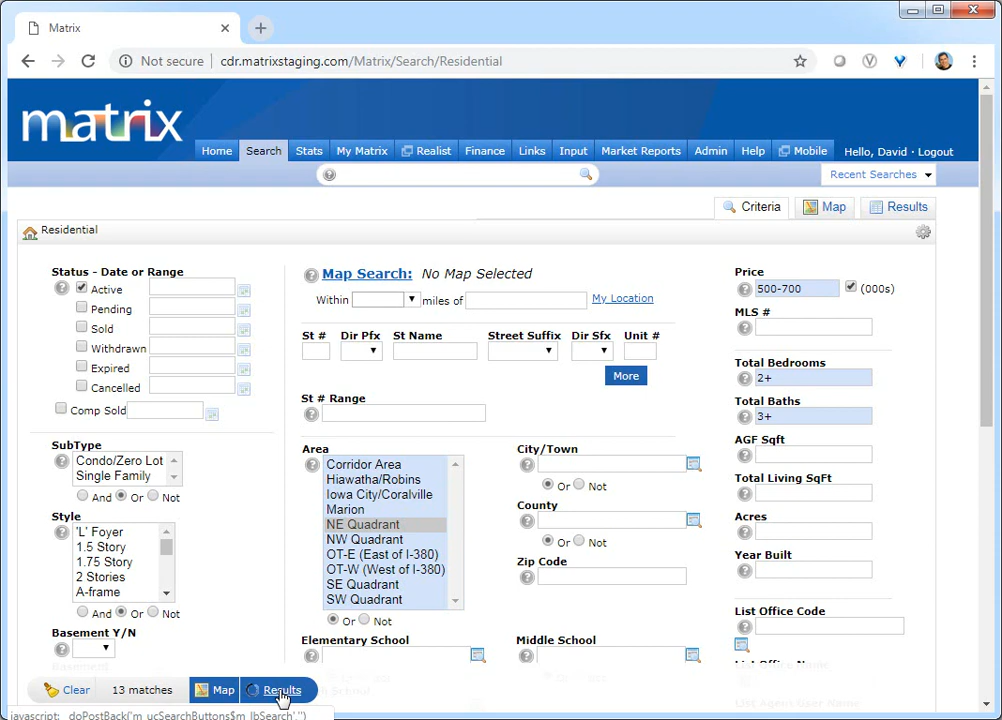 Matrix
Not secure
cdr.matrixstaging.com/Matrix/Search/Residential
matrix
Home Search Stats My Matrix Realist Finance Links Input Market Reports Admin Help Mobile Hello, David · Logout
Recent Searches
Criteria Map Results
Residential
Status - Date or Range
Active
Pending
Sold
Withdrawn
Expired
Cancelled
Comp Sold
SubType
Condo/Zero Lot
Single Family
And Or Not
Style
'L' Foyer
1.5 Story
1.75 Story
2 Stories
A-frame
And Or Not
Basement Y/N
Basement
Map Search: No Map Selected
Within miles of My Location
St # Dir Pfx St Name Street Suffix Dir Sfx Unit #
More
St # Range
Area
Corridor Area
Hiawatha/Robins
Iowa City/Coralville
Marion
NE Quadrant
NW Quadrant
OT-E (East of I-380)
OT-W (West of I-380)
SE Quadrant
SW Quadrant
Or Not
Elementary School
City/Town
Or Not
County
Or Not
Zip Code
Middle School
Price
500-700 (000s)
MLS #
Total Bedrooms
2+
Total Baths
3+
AGF Sqft
Total Living SqFt
Acres
Year Built
List Office Code
List Office Name
Clear 13 matches Map Results